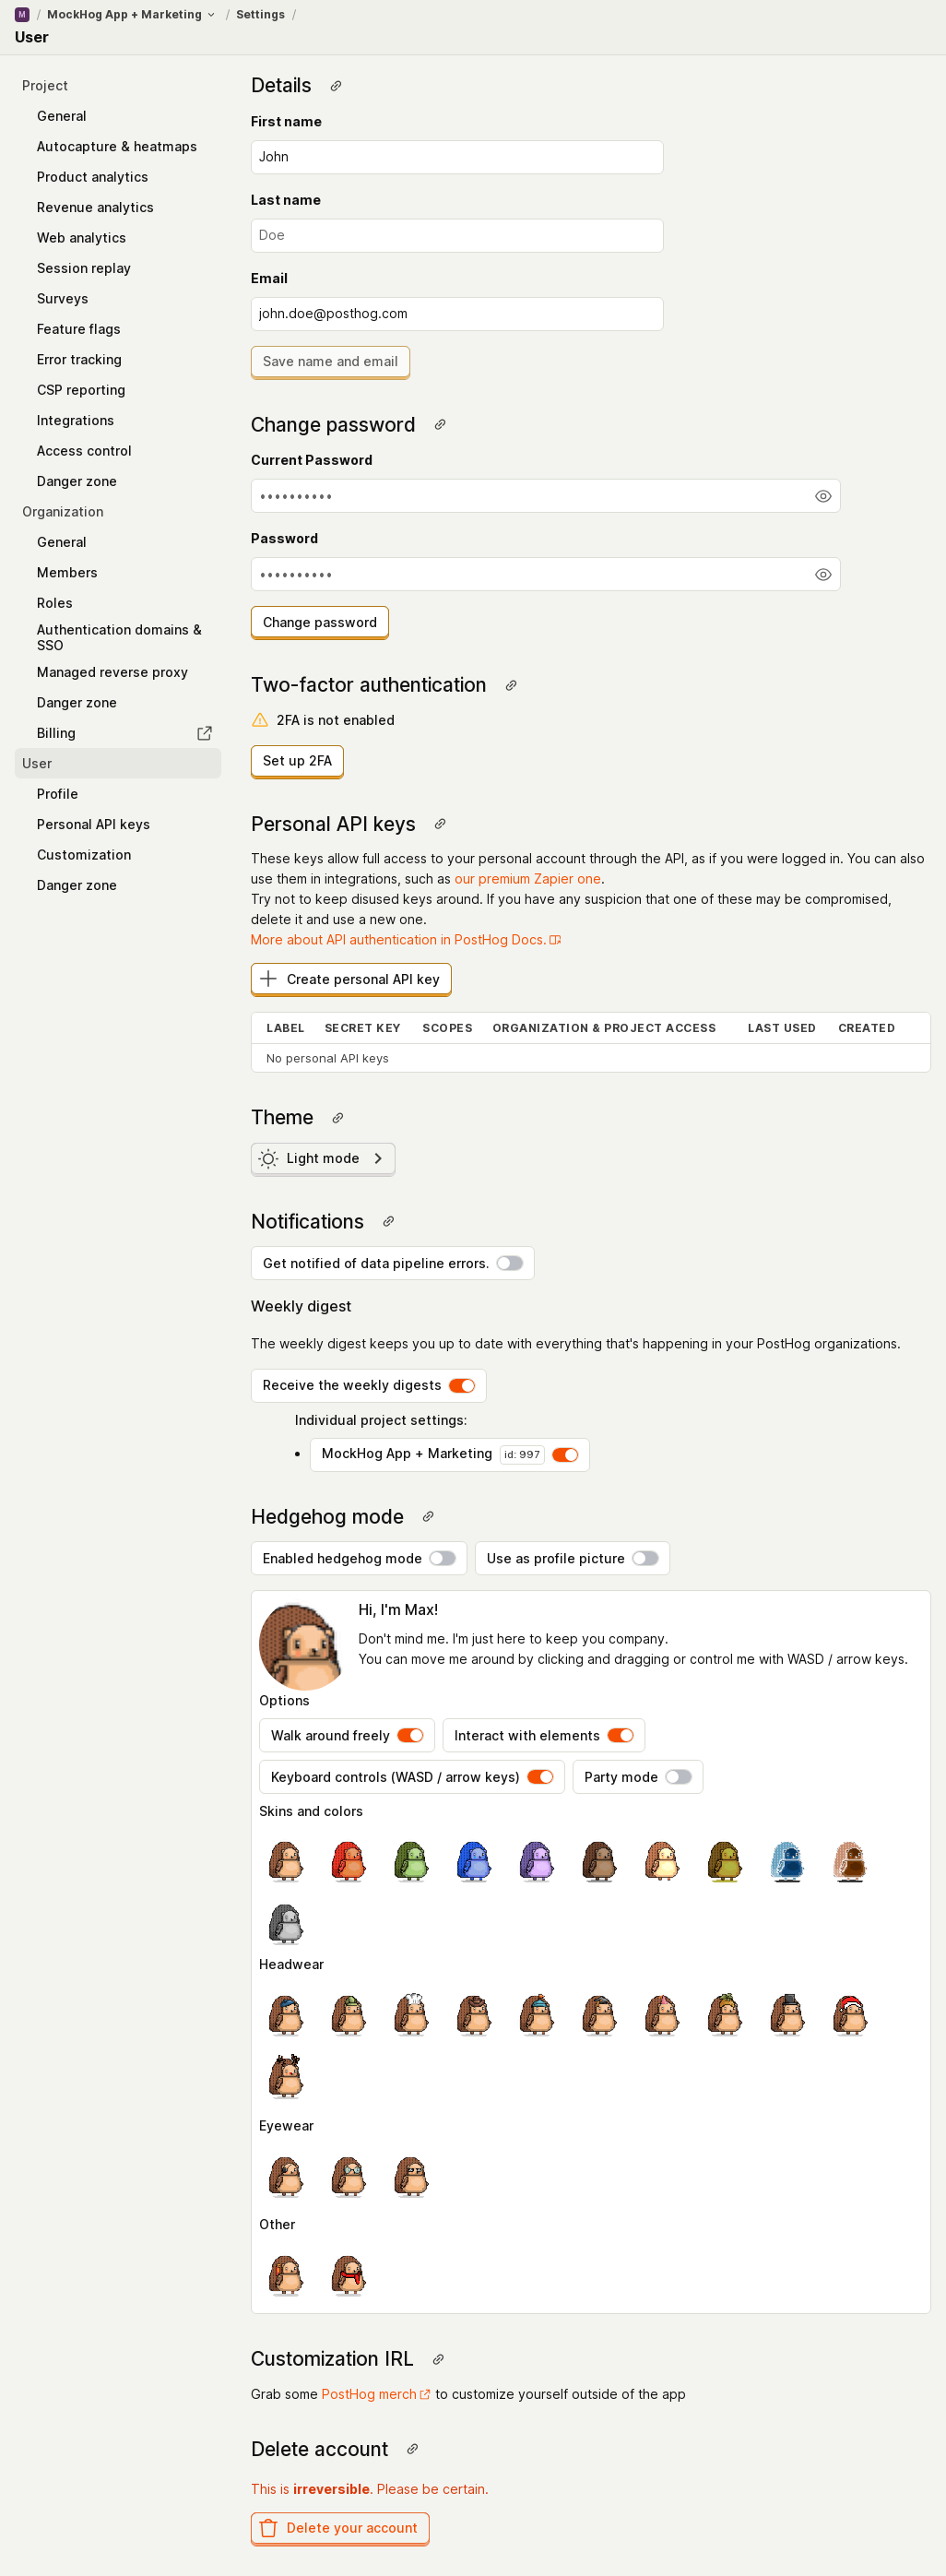 M / MockHog App + Marketing / Settings /
User
Project
General
Autocapture & heatmaps
Product analytics
Revenue analytics
Web analytics
Session replay
Surveys
Feature flags
Error tracking
CSP reporting
Integrations
Access control
Danger zone
Organization
General
Members
Roles
Authentication domains &
SSO
Managed reverse proxy
Danger zone
Billing
User
Profile
Personal API keys
Customization
Danger zone
Details
First name
John
Last name
Doe
Email
john.doe@posthog.com
Save name and email
Change password
Current Password
••••••••••
Password
••••••••••
Change password
Two-factor authentication
2FA is not enabled
Set up 2FA
Personal API keys
These keys allow full access to your personal account through the API, as if you were logged in. You can also
use them in integrations, such as our premium Zapier one.
Try not to keep disused keys around. If you have any suspicion that one of these may be compromised,
delete it and use a new one.
More about API authentication in PostHog Docs.
Create personal API key
LABEL SECRET KEY SCOPES ORGANIZATION & PROJECT ACCESS LAST USED CREATED
No personal API keys
Theme
Light mode
Notifications
Get notified of data pipeline errors.
Weekly digest
The weekly digest keeps you up to date with everything that's happening in your PostHog organizations.
Receive the weekly digests
Individual project settings:
• MockHog App + Marketing id: 997
Hedgehog mode
Enabled hedgehog mode Use as profile picture
Hi, I'm Max!
Don't mind me. I'm just here to keep you company.
You can move me around by clicking and dragging or control me with WASD / arrow keys.
Options
Walk around freely Interact with elements
Keyboard controls (WASD / arrow keys) Party mode
Skins and colors
Headwear
Eyewear
Other
Customization IRL
Grab some PostHog merch to customize yourself outside of the app
Delete account
This is irreversible. Please be certain.
Delete your account